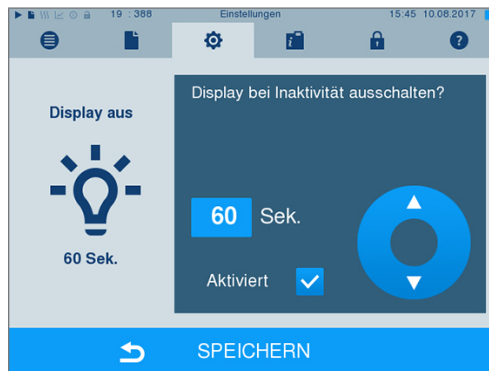 19 : 388 Einstellungen 15:45 10.08.2017
Display aus
60 Sek.
Display bei Inaktivität ausschalten?
60 Sek.
Aktiviert
SPEICHERN